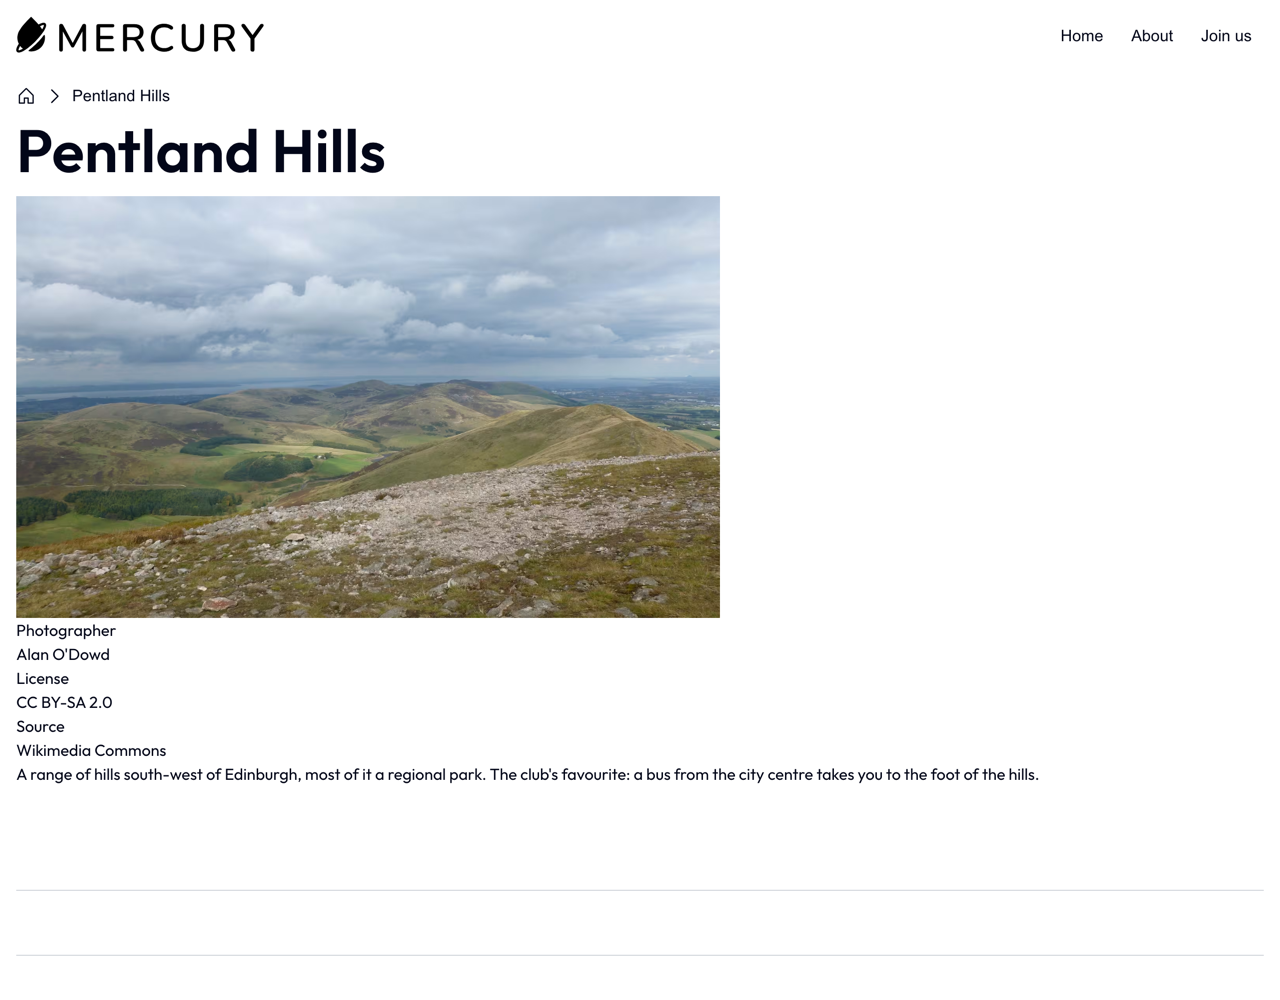 MERCURY
Home About Join us
Pentland Hills
Pentland Hills
Photographer
Alan O'Dowd
License
CC BY-SA 2.0
Source
Wikimedia Commons
A range of hills south-west of Edinburgh, most of it a regional park. The club's favourite: a bus from the city centre takes you to the foot of the hills.